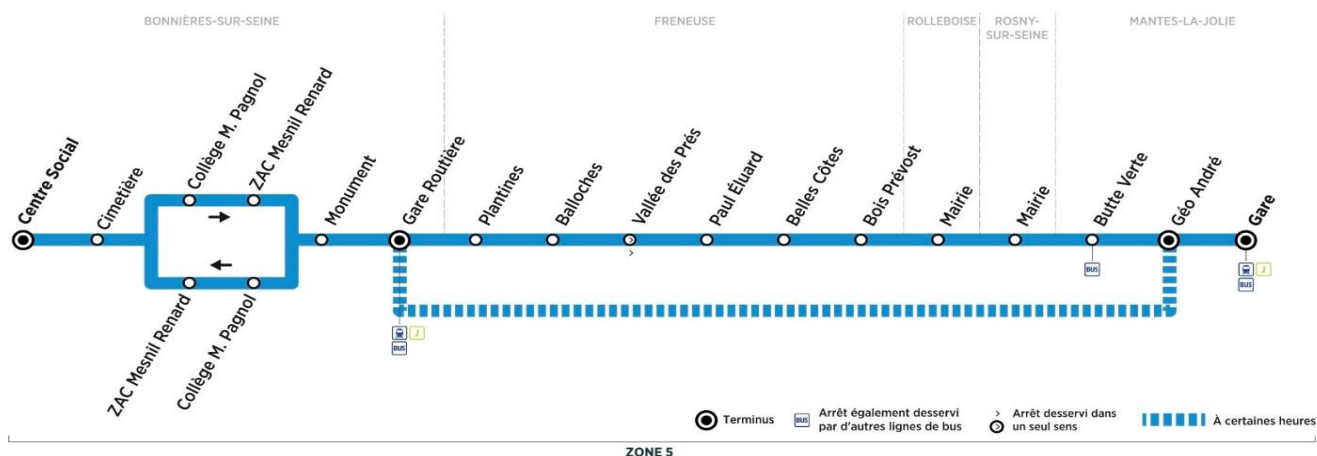 BONNIÈRES-SUR-SEINE
FRENEUSE
ROLLEBOISE
ROSNY-
SUR-SEINE
MANTES-LA-JOLIE
Centre Social
Cimetière
Collège M. Pagnol
ZAC Mesnil Renard
ZAC Mesnil Renard
Collège M. Pagnol
Monument
Gare Routière
Plantines
Balloches
Vallée des Prés
Paul Éluard
Belles Côtes
Bois Prévost
Mairie
Mairie
Butte Verte
Géo André
Gare
J
BUS
BUS
J
BUS
Terminus
BUS
Arrêt également desservi
par d'autres lignes de bus
Arrêt desservi dans
un seul sens
À certaines heures
ZONE 5